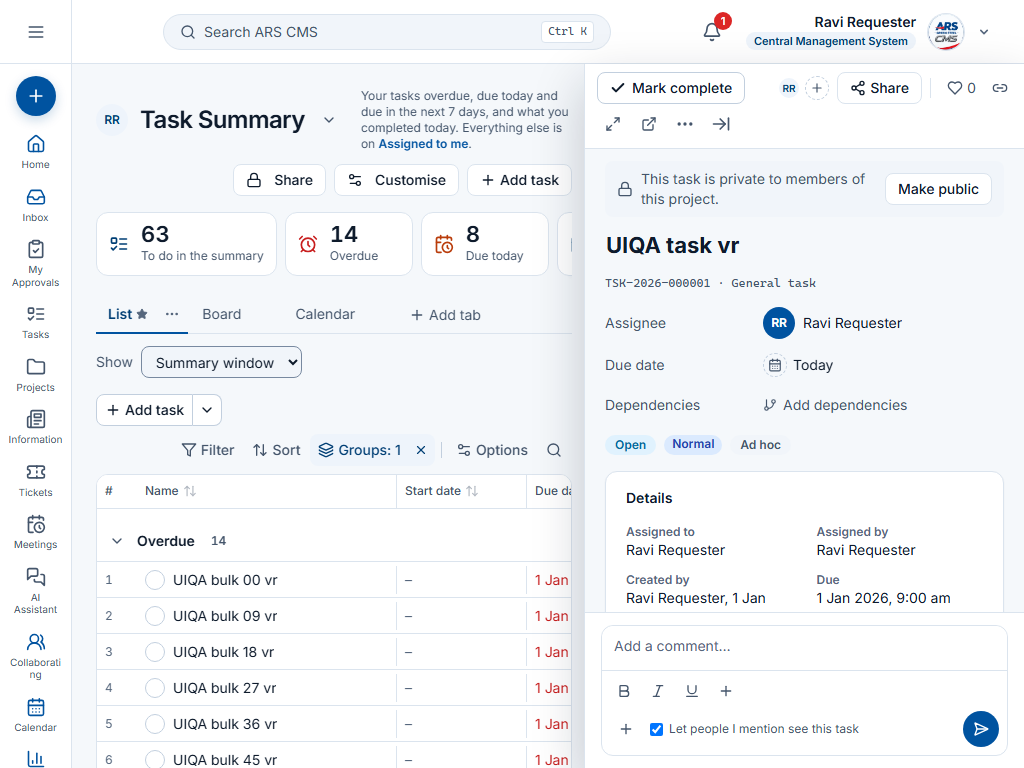 Search ARS CMS
Ctrl K
1
Ravi Requester
Central Management System
ARS
CMS
Home
Inbox
My
Approvals
Tasks
Projects
Information
Tickets
Meetings
AI
Assistant
Collaborati
ng
Calendar
RR
Task Summary
Your tasks overdue, due today and
due in the next 7 days, and what you
completed today. Everything else is
on Assigned to me.
Share
Customise
Add task
63
To do in the summary
14
Overdue
8
Due today
List
Board
Calendar
Add tab
Show
Summary window
Add task
Filter
Sort
Groups: 1
Options
# Name Start date Due da
Overdue 14
1 UIQA bulk 00 vr – 1 Jan
2 UIQA bulk 09 vr – 1 Jan
3 UIQA bulk 18 vr – 1 Jan
4 UIQA bulk 27 vr – 1 Jan
5 UIQA bulk 36 vr – 1 Jan
6 UIQA bulk 45 vr – 1 Jan
Mark complete
RR
Share
0
This task is private to members of
this project.
Make public
UIQA task vr
TSK-2026-000001 · General task
Assignee RR Ravi Requester
Due date Today
Dependencies Add dependencies
Open Normal Ad hoc
Details
Assigned to Assigned by
Ravi Requester Ravi Requester
Created by Due
Ravi Requester, 1 Jan 1 Jan 2026, 9:00 am
Add a comment...
B I U
Let people I mention see this task